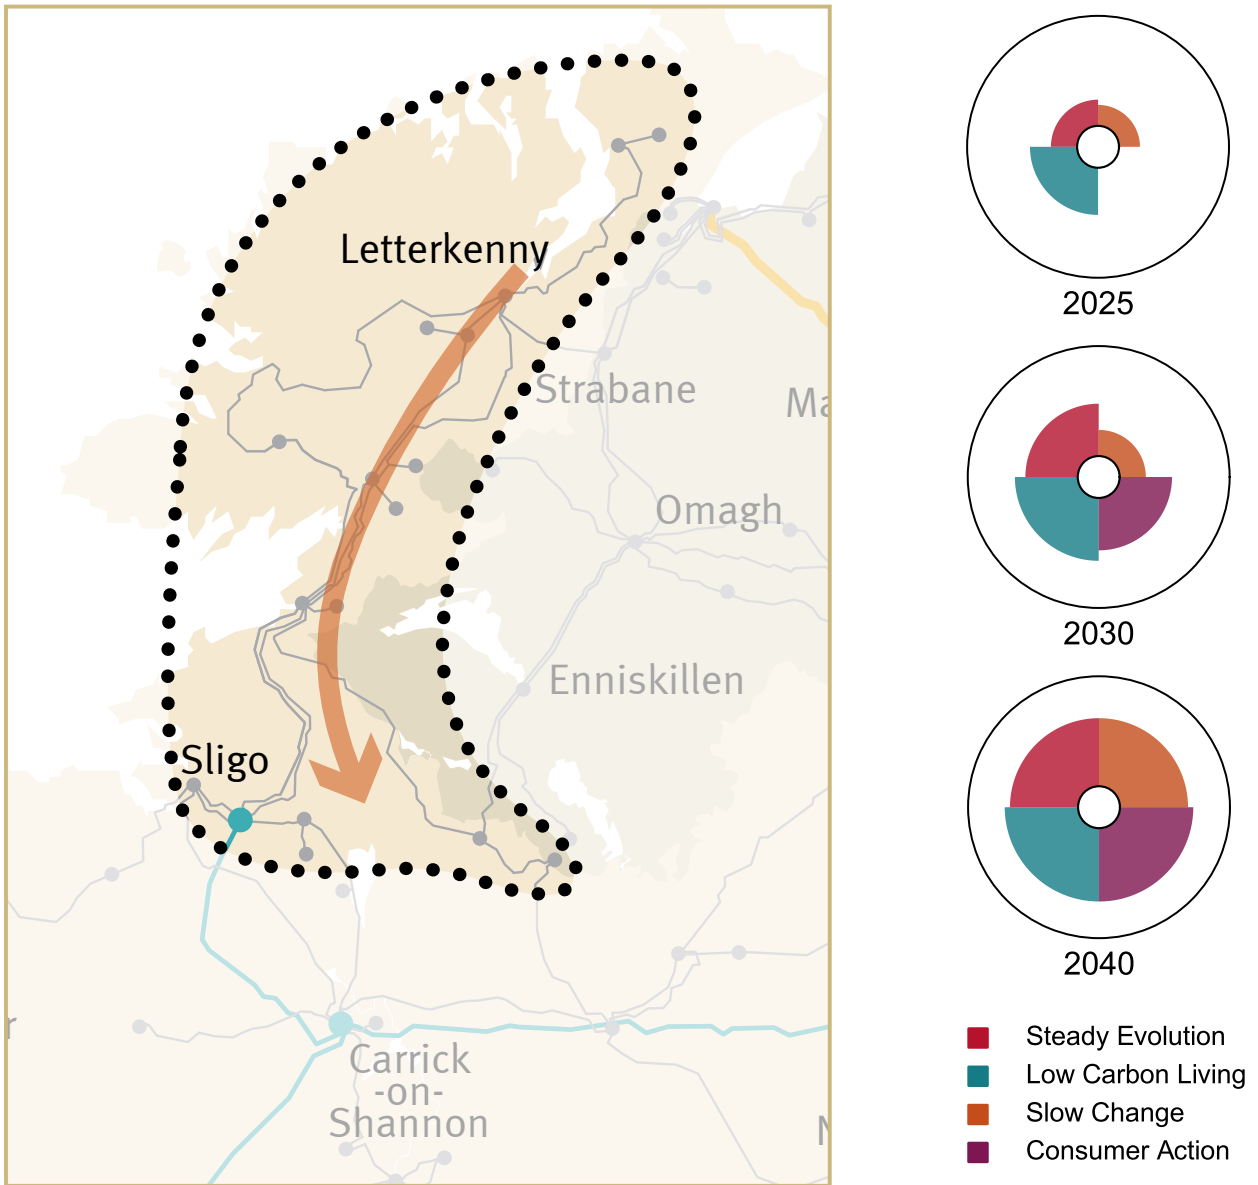 Letterkenny
Strabane
Ma
Omagh
Enniskillen
Sligo
Carrick
-on-
Shannon
2025
2030
2040
Steady Evolution
Low Carbon Living
Slow Change
Consumer Action